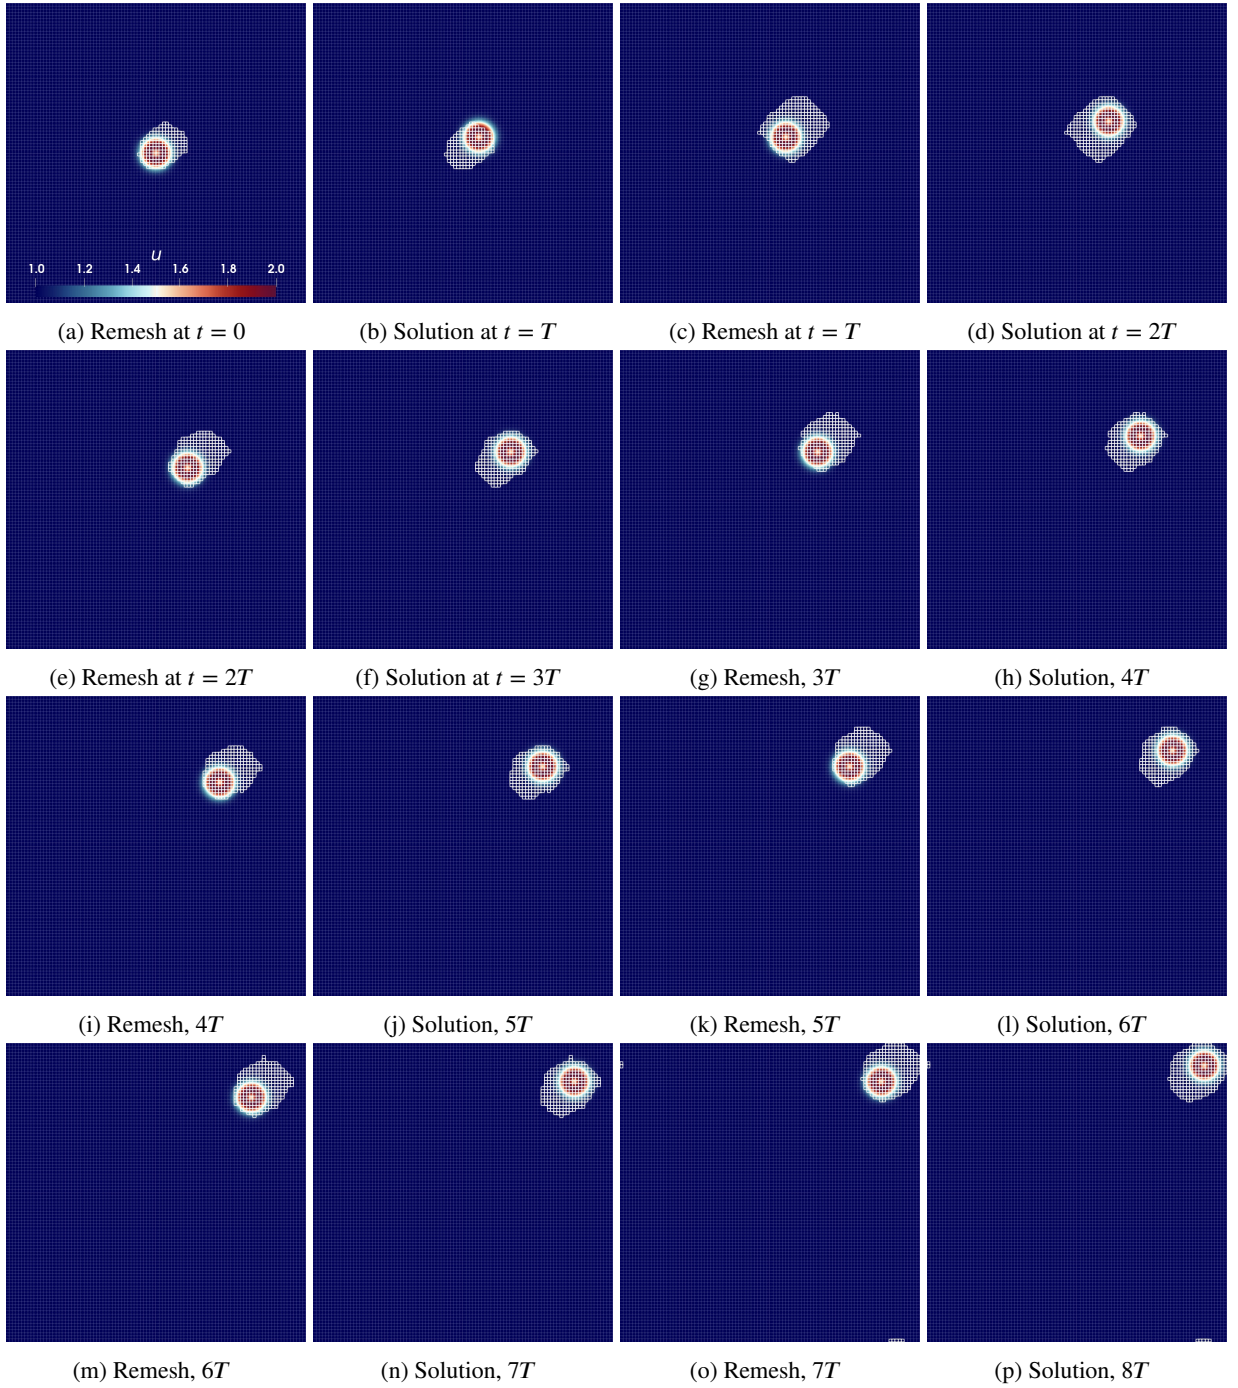 u
1.0 1.2 1.4 1.6 1.8 2.0
(a) Remesh at t = 0
(b) Solution at t = T
(c) Remesh at t = T
(d) Solution at t = 2T
(e) Remesh at t = 2T
(f) Solution at t = 3T
(g) Remesh, 3T
(h) Solution, 4T
(i) Remesh, 4T
(j) Solution, 5T
(k) Remesh, 5T
(l) Solution, 6T
(m) Remesh, 6T
(n) Solution, 7T
(o) Remesh, 7T
(p) Solution, 8T